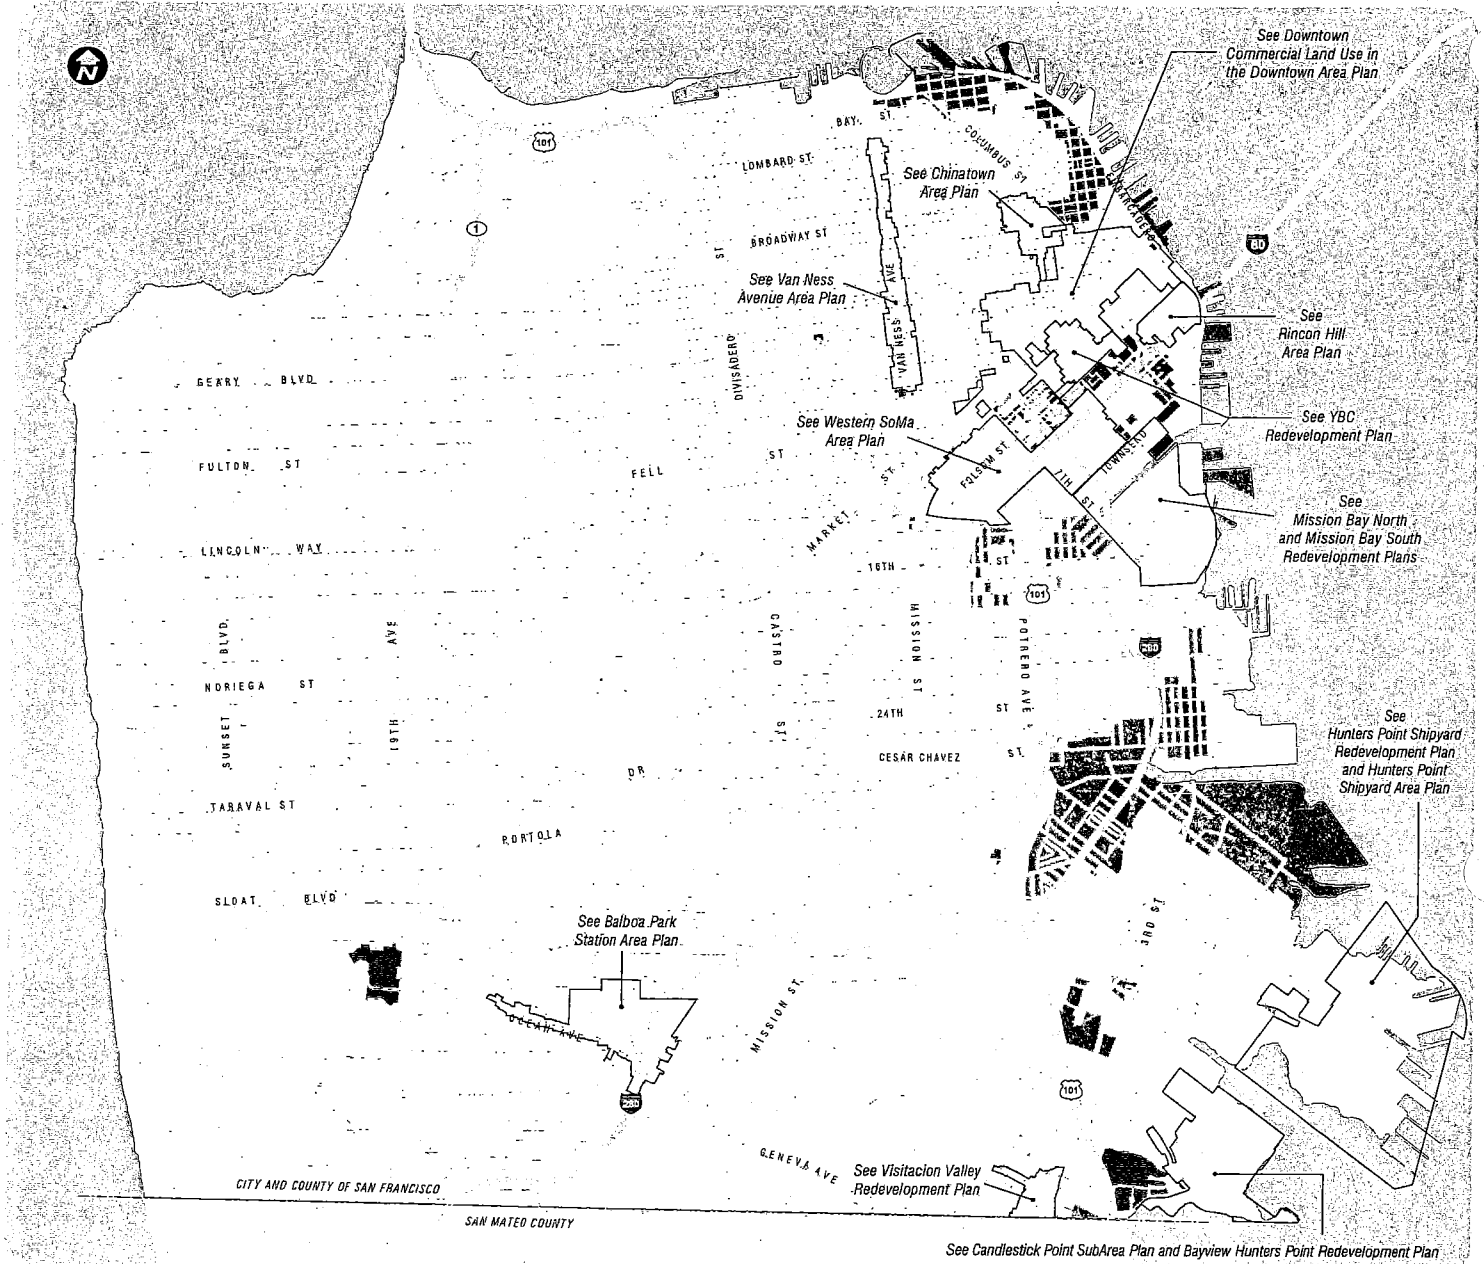 N
See Downtown
Commercial Land Use in
the Downtown Area Plan
101
BAY ST
COLUMBUS ST
LOMBARD ST
See Chinatown
Area Plan
EMBARCADERO
1
BROADWAY ST
80
See Van Ness
Avenue Area Plan
VAN NESS AVE
See
Rincon Hill
Area Plan
DIVISADERO ST
GEARY BLVD
See YBC
Redevelopment Plan
See Western SoMa
Area Plan
FOLSOM ST
TOWNSEND
7TH ST
FULTON ST
FELL ST
MARKET ST
See
Mission Bay North
and Mission Bay South
Redevelopment Plans
LINCOLN WAY
16TH ST
101
SUNSET BLVD
19TH AVE
CASTRO ST
MISSION ST
POTRERO AVE
280
NORIEGA ST
24TH ST
CESAR CHAVEZ ST
See
Hunters Point Shipyard
Redevelopment Plan
and Hunters Point
Shipyard Area Plan
TARAVAL ST
PORTOLA DR
SLOAT BLVD
3RD ST
See Balboa Park
Station Area Plan
OCEAN AVE
MISSION ST
280
101
GENEVA AVE
See Visitacion Valley
Redevelopment Plan
CITY AND COUNTY OF SAN FRANCISCO
SAN MATEO COUNTY
See Candlestick Point SubArea Plan and Bayview Hunters Point Redevelopment Plan